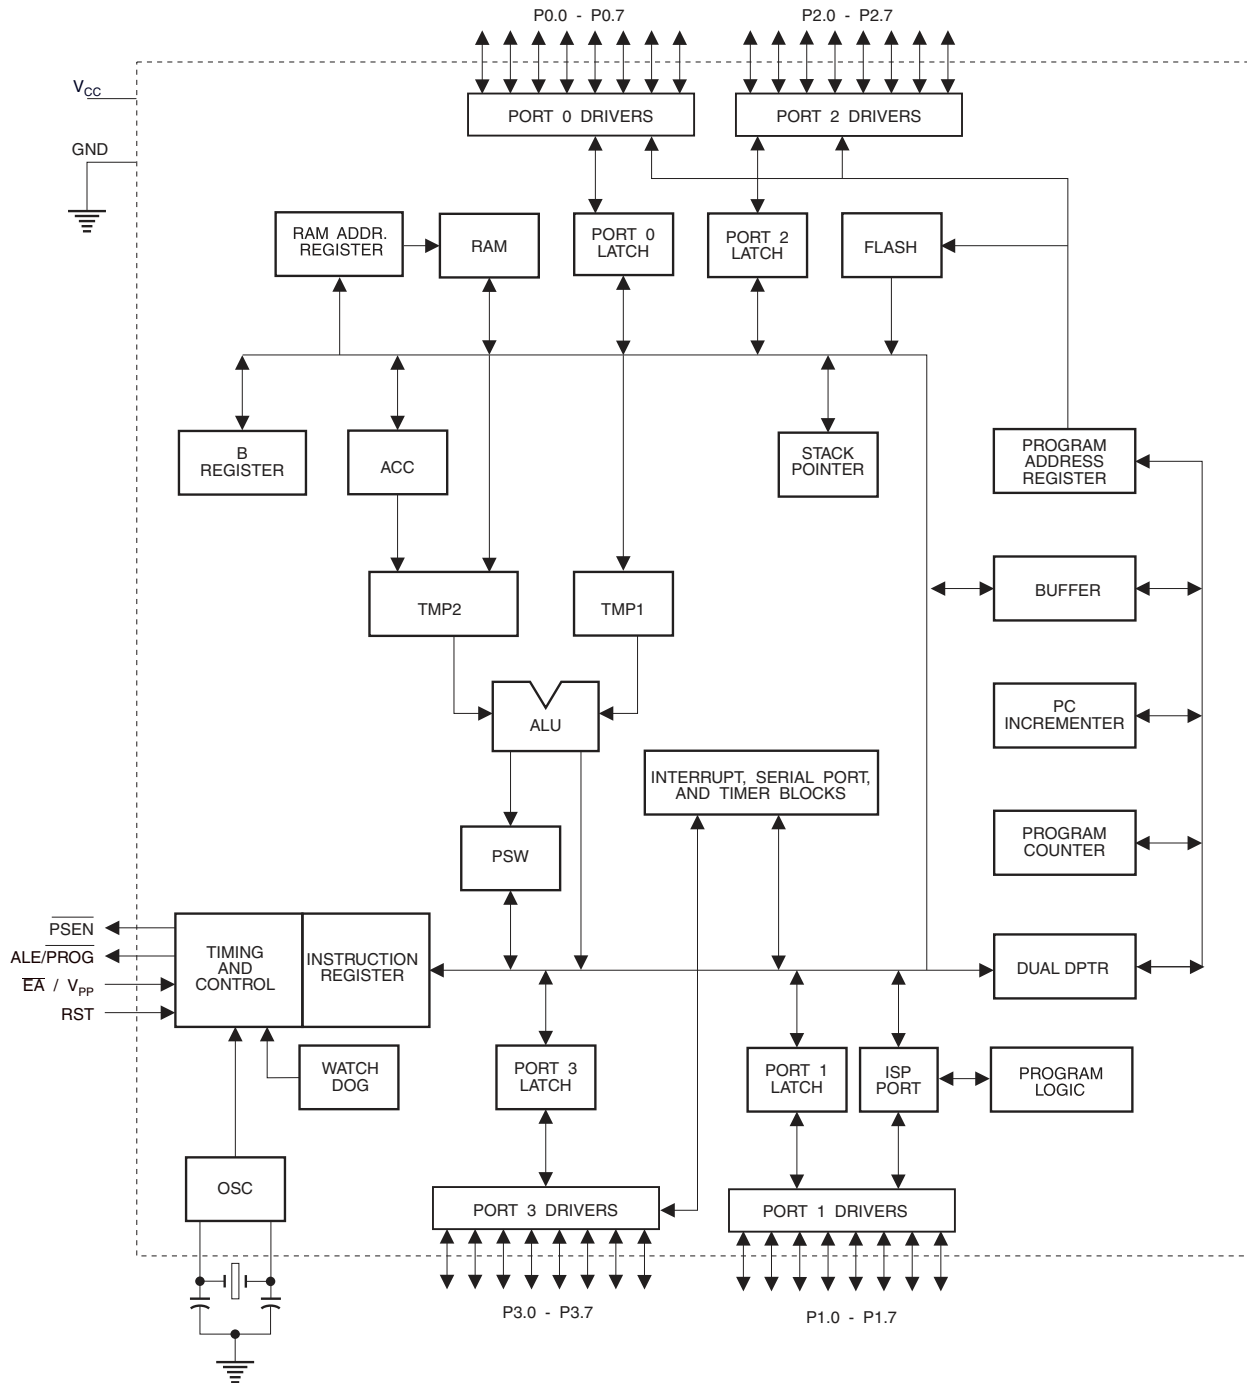 P0.0 - P0.7
P2.0 - P2.7
VCC
GND
PORT 0 DRIVERS
PORT 2 DRIVERS
RAM ADDR.
REGISTER
RAM
PORT 0
LATCH
PORT 2
LATCH
FLASH
B
REGISTER
ACC
STACK
POINTER
PROGRAM
ADDRESS
REGISTER
TMP2
TMP1
BUFFER
ALU
PC
INCREMENTER
INTERRUPT, SERIAL PORT,
AND TIMER BLOCKS
PSW
PROGRAM
COUNTER
PSEN
ALE/PROG
EA / VPP
RST
TIMING
AND
CONTROL
INSTRUCTION
REGISTER
DUAL DPTR
WATCH
DOG
PORT 3
LATCH
PORT 1
LATCH
ISP
PORT
PROGRAM
LOGIC
OSC
PORT 3 DRIVERS
PORT 1 DRIVERS
P3.0 - P3.7
P1.0 - P1.7